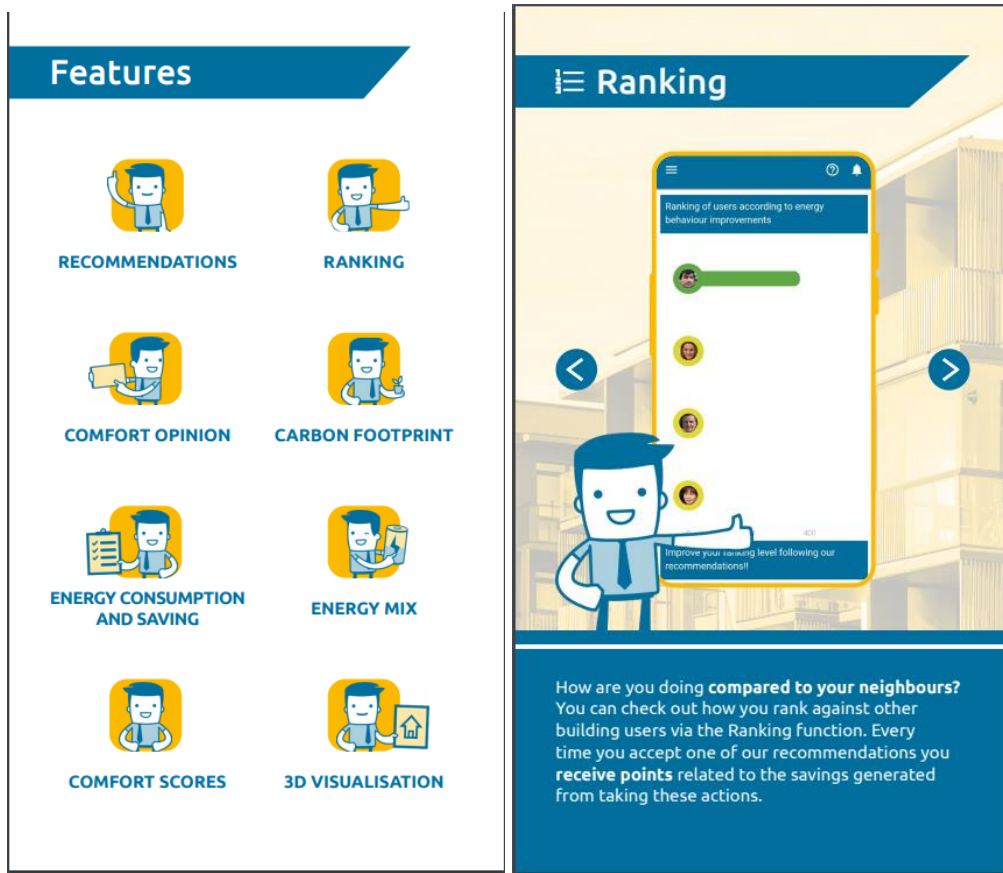 Features
RECOMMENDATIONS
RANKING
COMFORT OPINION
CARBON FOOTPRINT
ENERGY CONSUMPTION
AND SAVING
ENERGY MIX
COMFORT SCORES
3D VISUALISATION
Ranking
Ranking of users according to energy
behaviour improvements
400
Improve your ranking level following our
recommendations!!
How are you doing compared to your neighbours?
You can check out how you rank against other
building users via the Ranking function. Every
time you accept one of our recommendations you
receive points related to the savings generated
from taking these actions.